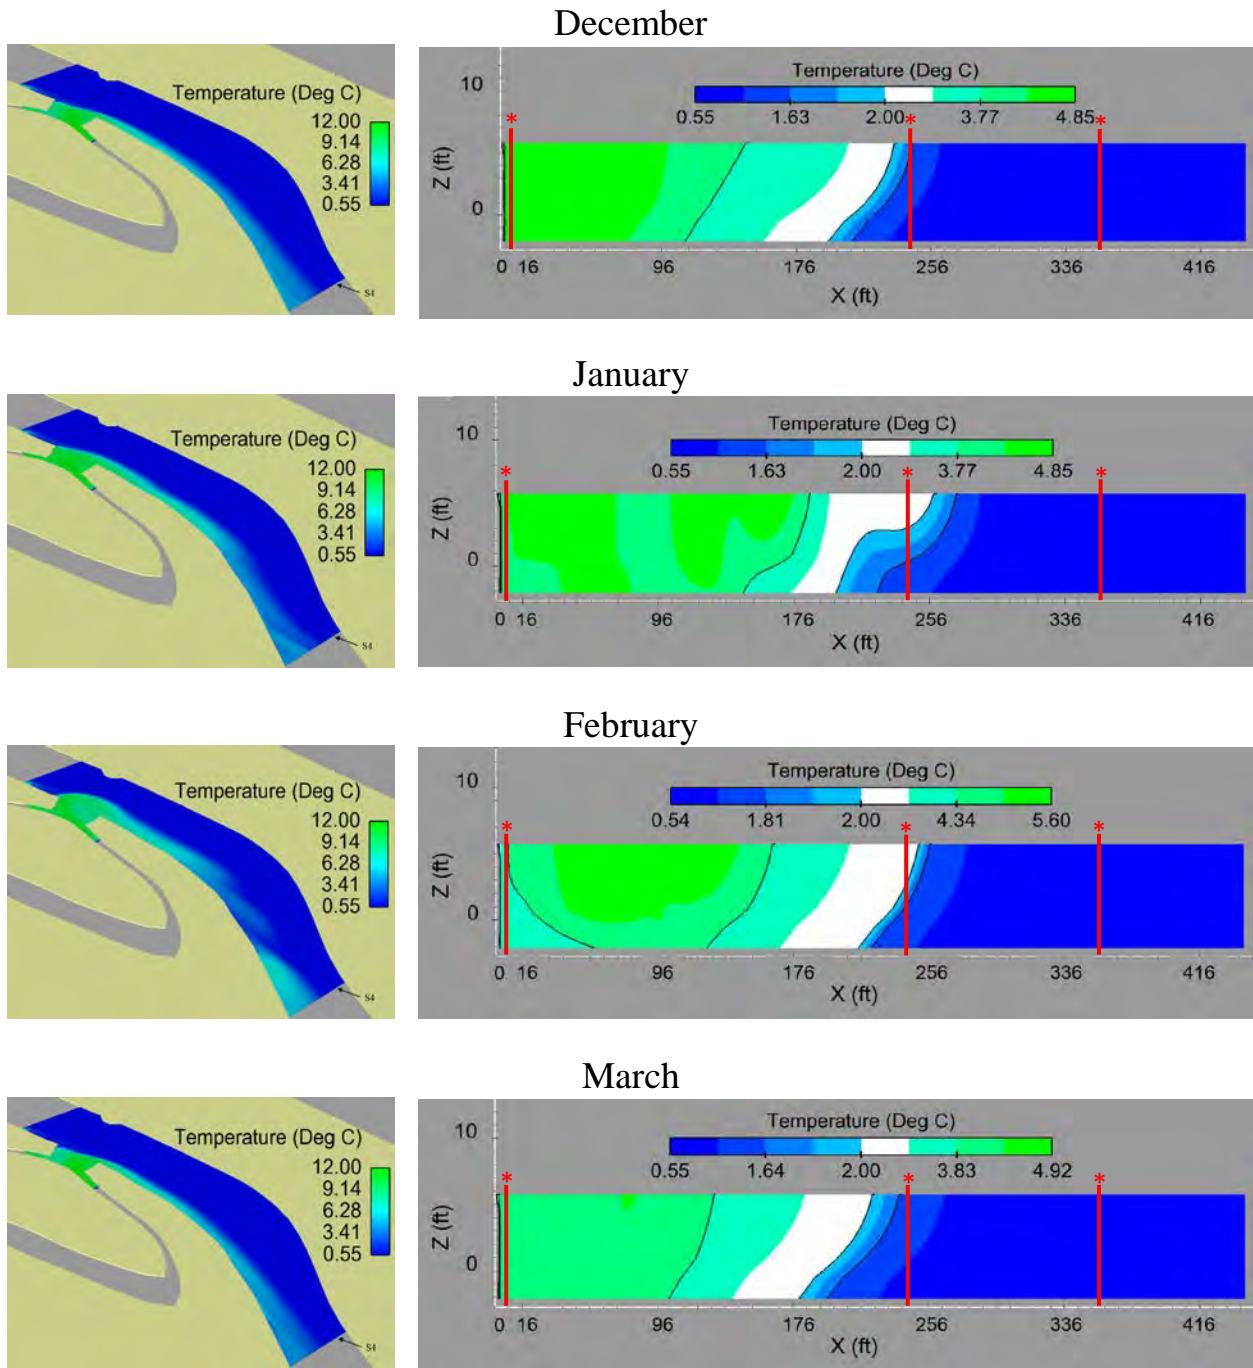 December
Temperature (Deg C)
12.00
9.14
6.28
3.41
0.55
S4
Temperature (Deg C)
0.55 1.63 2.00 3.77 4.85
* * *
Z (ft)
10
0
0 16 96 176 256 336 416
X (ft)
January
Temperature (Deg C)
12.00
9.14
6.28
3.41
0.55
S4
Temperature (Deg C)
0.55 1.63 2.00 3.77 4.85
* * *
Z (ft)
10
0
0 16 96 176 256 336 416
X (ft)
February
Temperature (Deg C)
12.00
9.14
6.28
3.41
0.55
S4
Temperature (Deg C)
0.54 1.81 2.00 4.34 5.60
* * *
Z (ft)
10
0
0 16 96 176 256 336 416
X (ft)
March
Temperature (Deg C)
12.00
9.14
6.28
3.41
0.55
S4
Temperature (Deg C)
0.55 1.64 2.00 3.83 4.92
* * *
Z (ft)
10
0
0 16 96 176 256 336 416
X (ft)